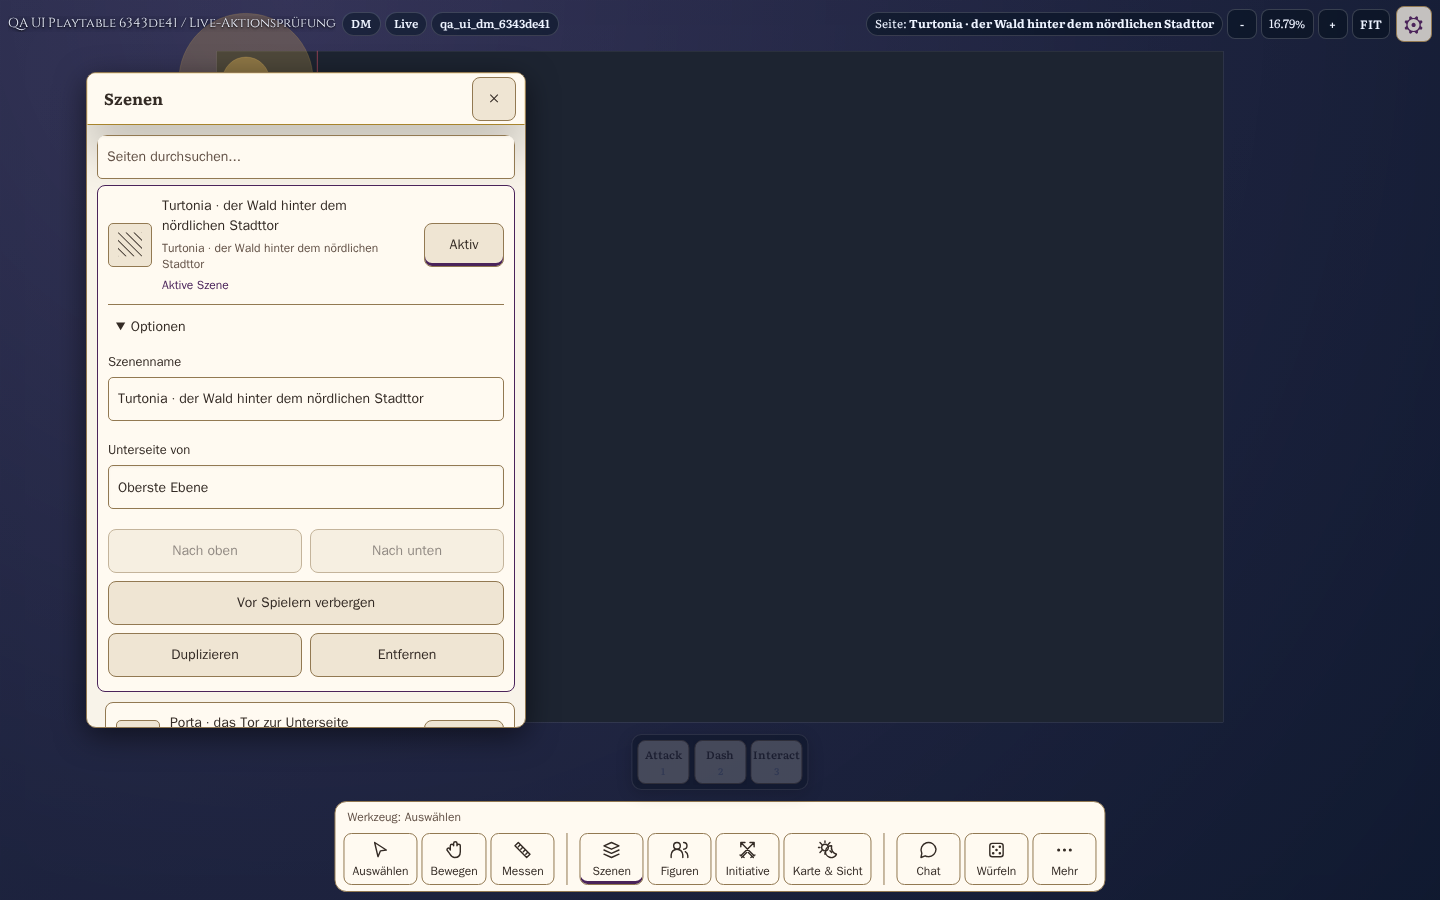 QA UI Playtable 6343de41 / Live-Aktionsprüfung
DM
Live
qa_ui_dm_6343de41
Seite: Turtonia · der Wald hinter dem nördlichen Stadttor
-
16.79%
+
FIT
Szenen
×
Seiten durchsuchen...
Turtonia · der Wald hinter dem
nördlichen Stadttor
Turtonia · der Wald hinter dem nördlichen
Stadttor
Aktive Szene
Aktiv
▼ Optionen
Szenenname
Turtonia · der Wald hinter dem nördlichen Stadttor
Unterseite von
Oberste Ebene
Nach oben
Nach unten
Vor Spielern verbergen
Duplizieren
Entfernen
Porta · das Tor zur Unterseite
Attack
1
Dash
2
Interact
3
Werkzeug: Auswählen
Auswählen
Bewegen
Messen
Szenen
Figuren
Initiative
Karte & Sicht
Chat
Würfeln
Mehr